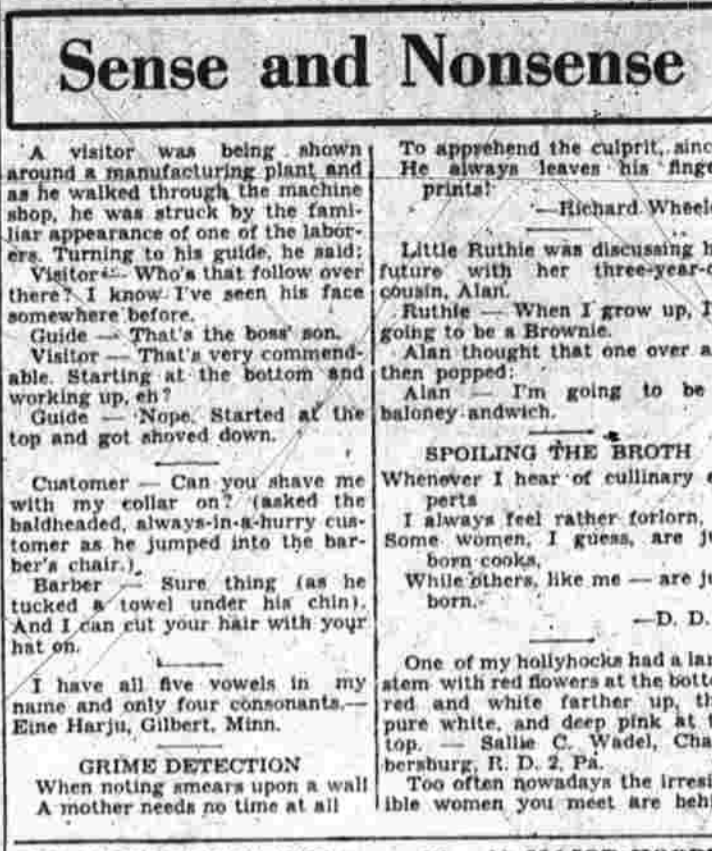 Sense and Nonsense
A visitor was being shown
around a manufacturing plant and
as he walked through the machine
shop, he was struck by the fami-
liar appearance of one of the labor-
ers. Turning to his guide, he said:
Visitor — Who's that follow over
there? I know I've seen his face
somewhere before.
Guide — That's the boss' son.
Visitor — That's very commend-
able. Starting at the bottom and
working up, eh?
Guide — Nope. Started at the
top and got shoved down.
Customer — Can you shave me
with my collar on? (asked the
baldheaded, always-in-a-hurry cus-
tomer as he jumped into the bar-
ber's chair.)
Barber — Sure thing (as he
tucked a towel under his chin).
And I can cut your hair with your
hat on.
I have all five vowels in my
name and only four consonants.—
Eine Harju, Gilbert, Minn.
GRIME DETECTION
When noting smears upon a wall
A mother needs no time at all
To apprehend the culprit, sinc
He always leaves his finge
prints!
—Richard Wheele
Little Ruthie was discussing h
future with her three-year-o
cousin, Alan.
Ruthie — When I grow up, I'
going to be a Brownie.
Alan thought that one over a
then popped:
Alan — I'm going to be
baloney andwich.
SPOILING THE BROTH
Whenever I hear of cullinary e
perts
I always feel rather forlorn,
Some women, I guess, are ju
born cooks,
While others, like me — are ju
born.
—D. D.
One of my hollyhocks had a lar
stem with red flowers at the botto
red and white farther up, th
pure white, and deep pink at t
top. — Sallie C. Wadel, Cha
bersburg, R. D. 2, Pa.
Too often nowadays the irresi
ible women you meet are behi